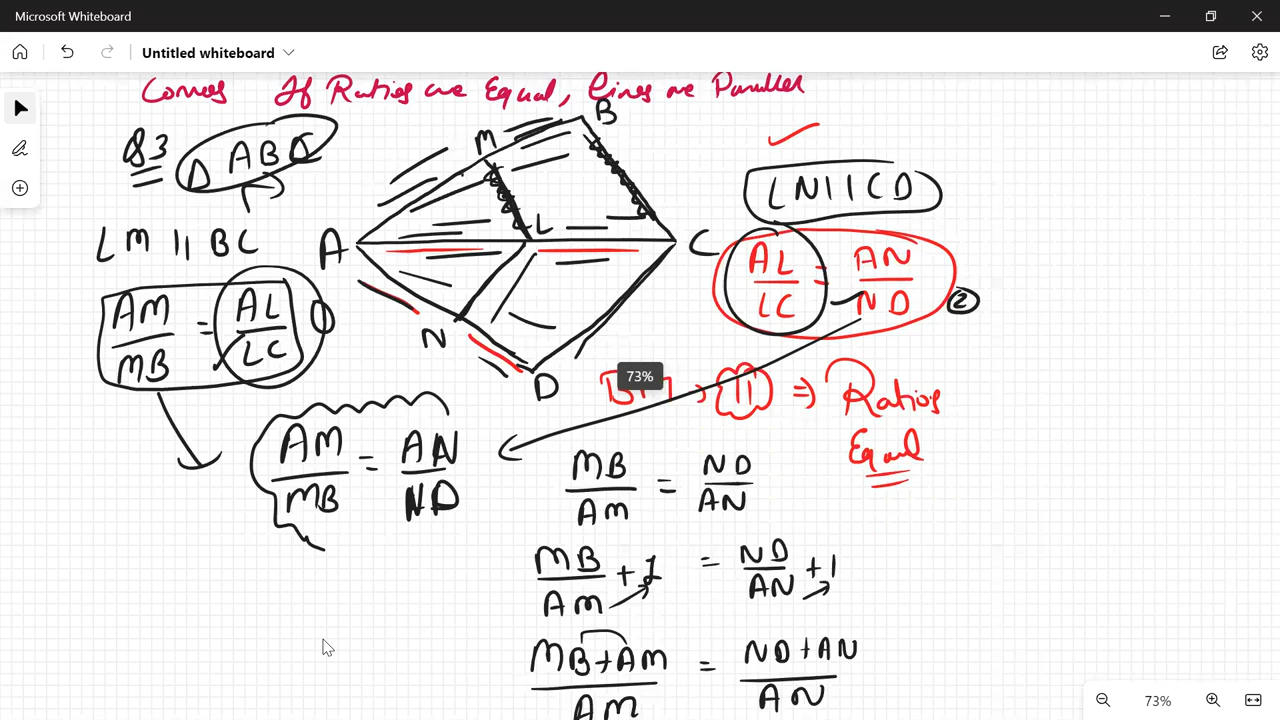 Microsoft Whiteboard
Untitled whiteboard
If Ratios are Equal, Lines are Parallel
Q3 ABC
LM || BC
AM/MB = AL/LC 1
A
M
B
L
C
N
D
LN || CD
AL/LC = AN/ND 2
BPT, || => Ratios
Equal
73%
AM/MB = AN/ND
MB/AM = ND/AN
MB/AM + 1 = ND/AN + 1
MB+AM/AM = ND+AN/AN
73%